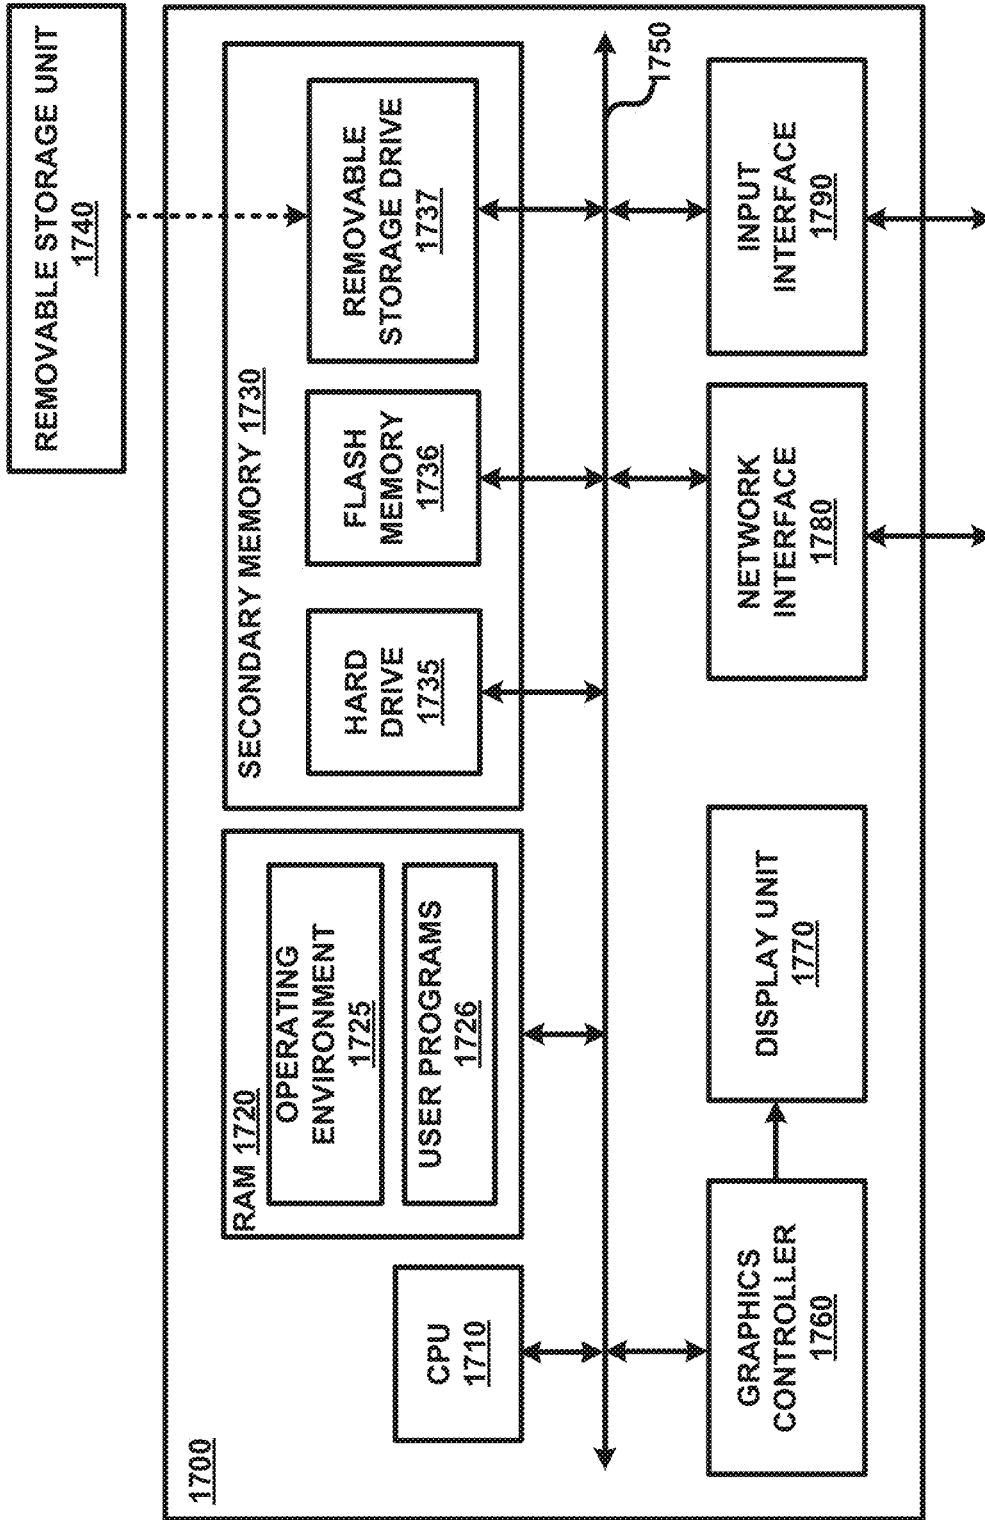 1700
CPU
1710
RAM 1720
OPERATING
ENVIRONMENT
1725
USER PROGRAMS
1726
SECONDARY MEMORY 1730
HARD
DRIVE
1735
FLASH
MEMORY
1736
REMOVABLE
STORAGE DRIVE
1737
REMOVABLE STORAGE UNIT
1740
1750
GRAPHICS
CONTROLLER
1760
DISPLAY UNIT
1770
NETWORK
INTERFACE
1780
INPUT
INTERFACE
1790